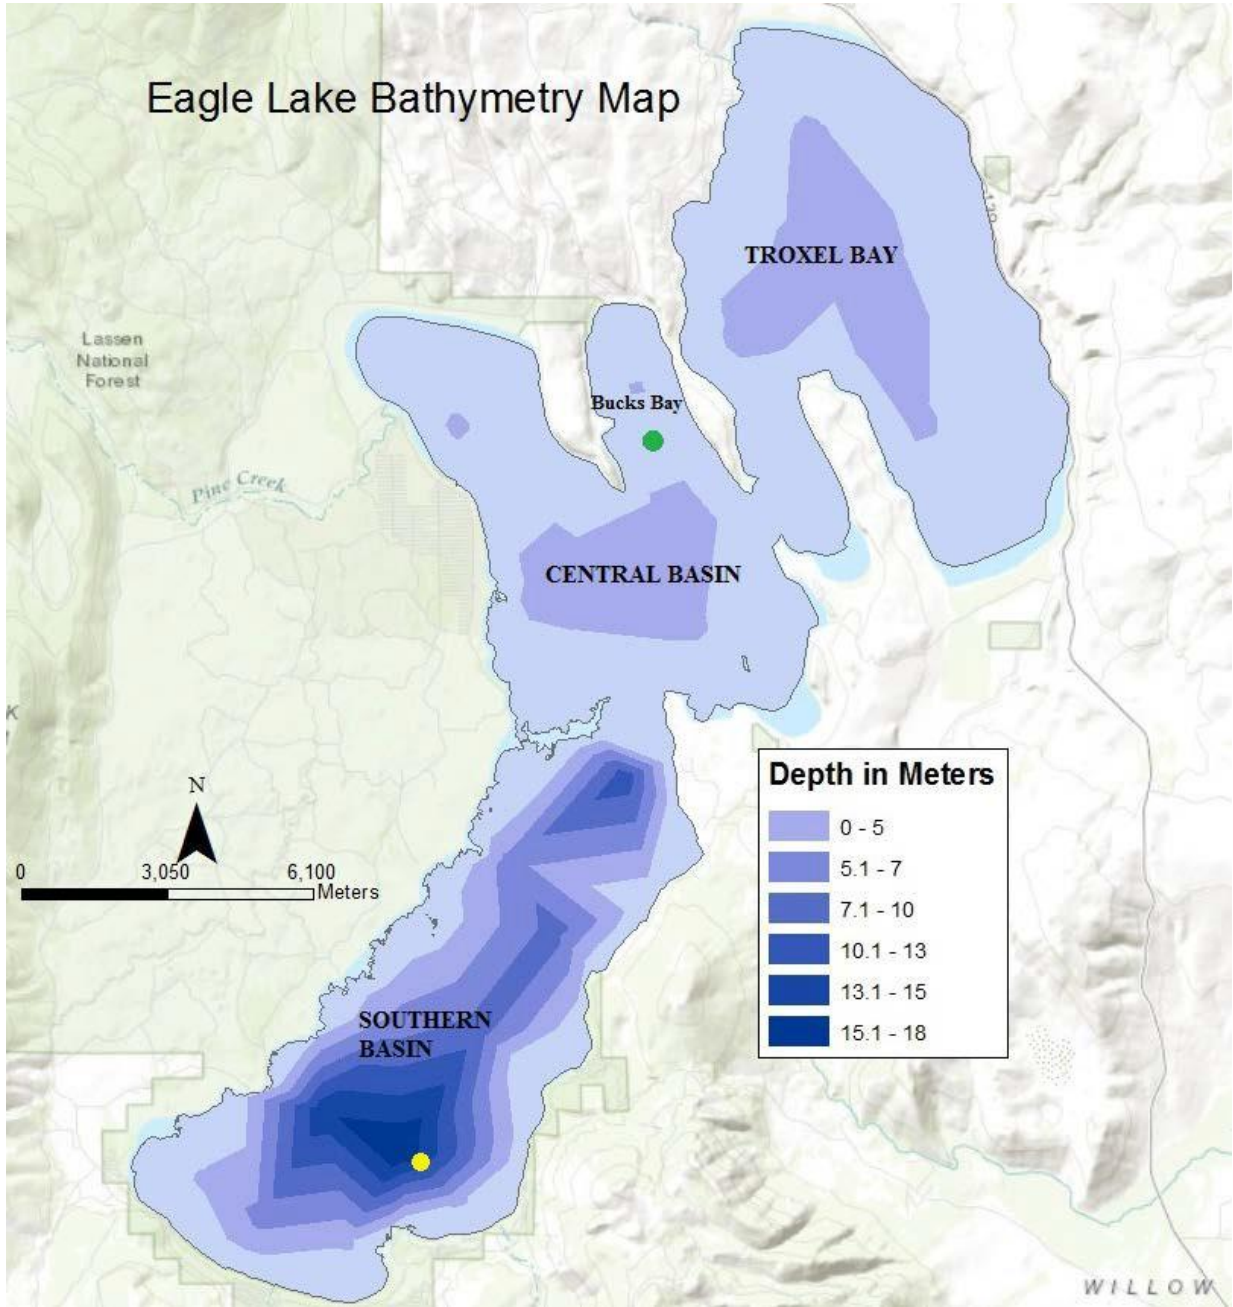 Eagle Lake Bathymetry Map
TROXEL BAY
Lassen
National
Forest
Bucks Bay
Pine Creek
CENTRAL BASIN
N
0 3,050 6,100
Meters
Depth in Meters
0 - 5
5.1 - 7
7.1 - 10
10.1 - 13
13.1 - 15
15.1 - 18
SOUTHERN
BASIN
WILLOW